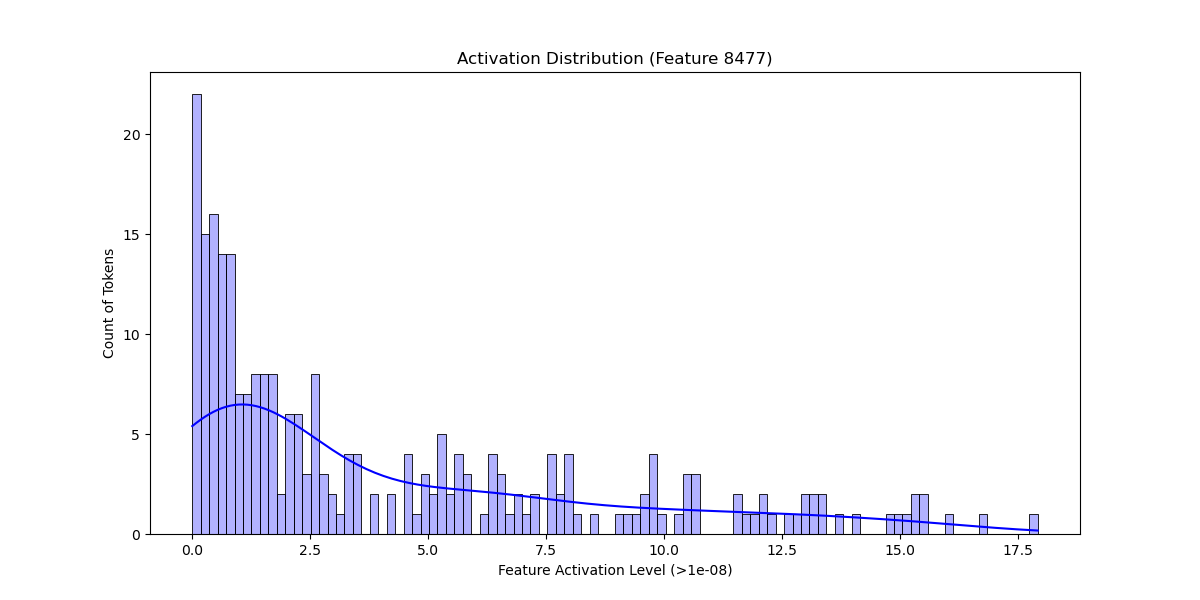 Activation Distribution (Feature 8477)
Count of Tokens
20
15
10
5
0
0.0 2.5 5.0 7.5 10.0 12.5 15.0 17.5
Feature Activation Level (>1e-08)